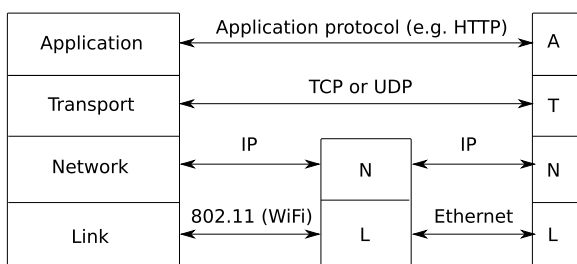 Application
Application protocol (e.g. HTTP)
A
Transport
TCP or UDP
T
Network
IP
N
IP
N
Link
802.11 (WiFi)
L
Ethernet
L